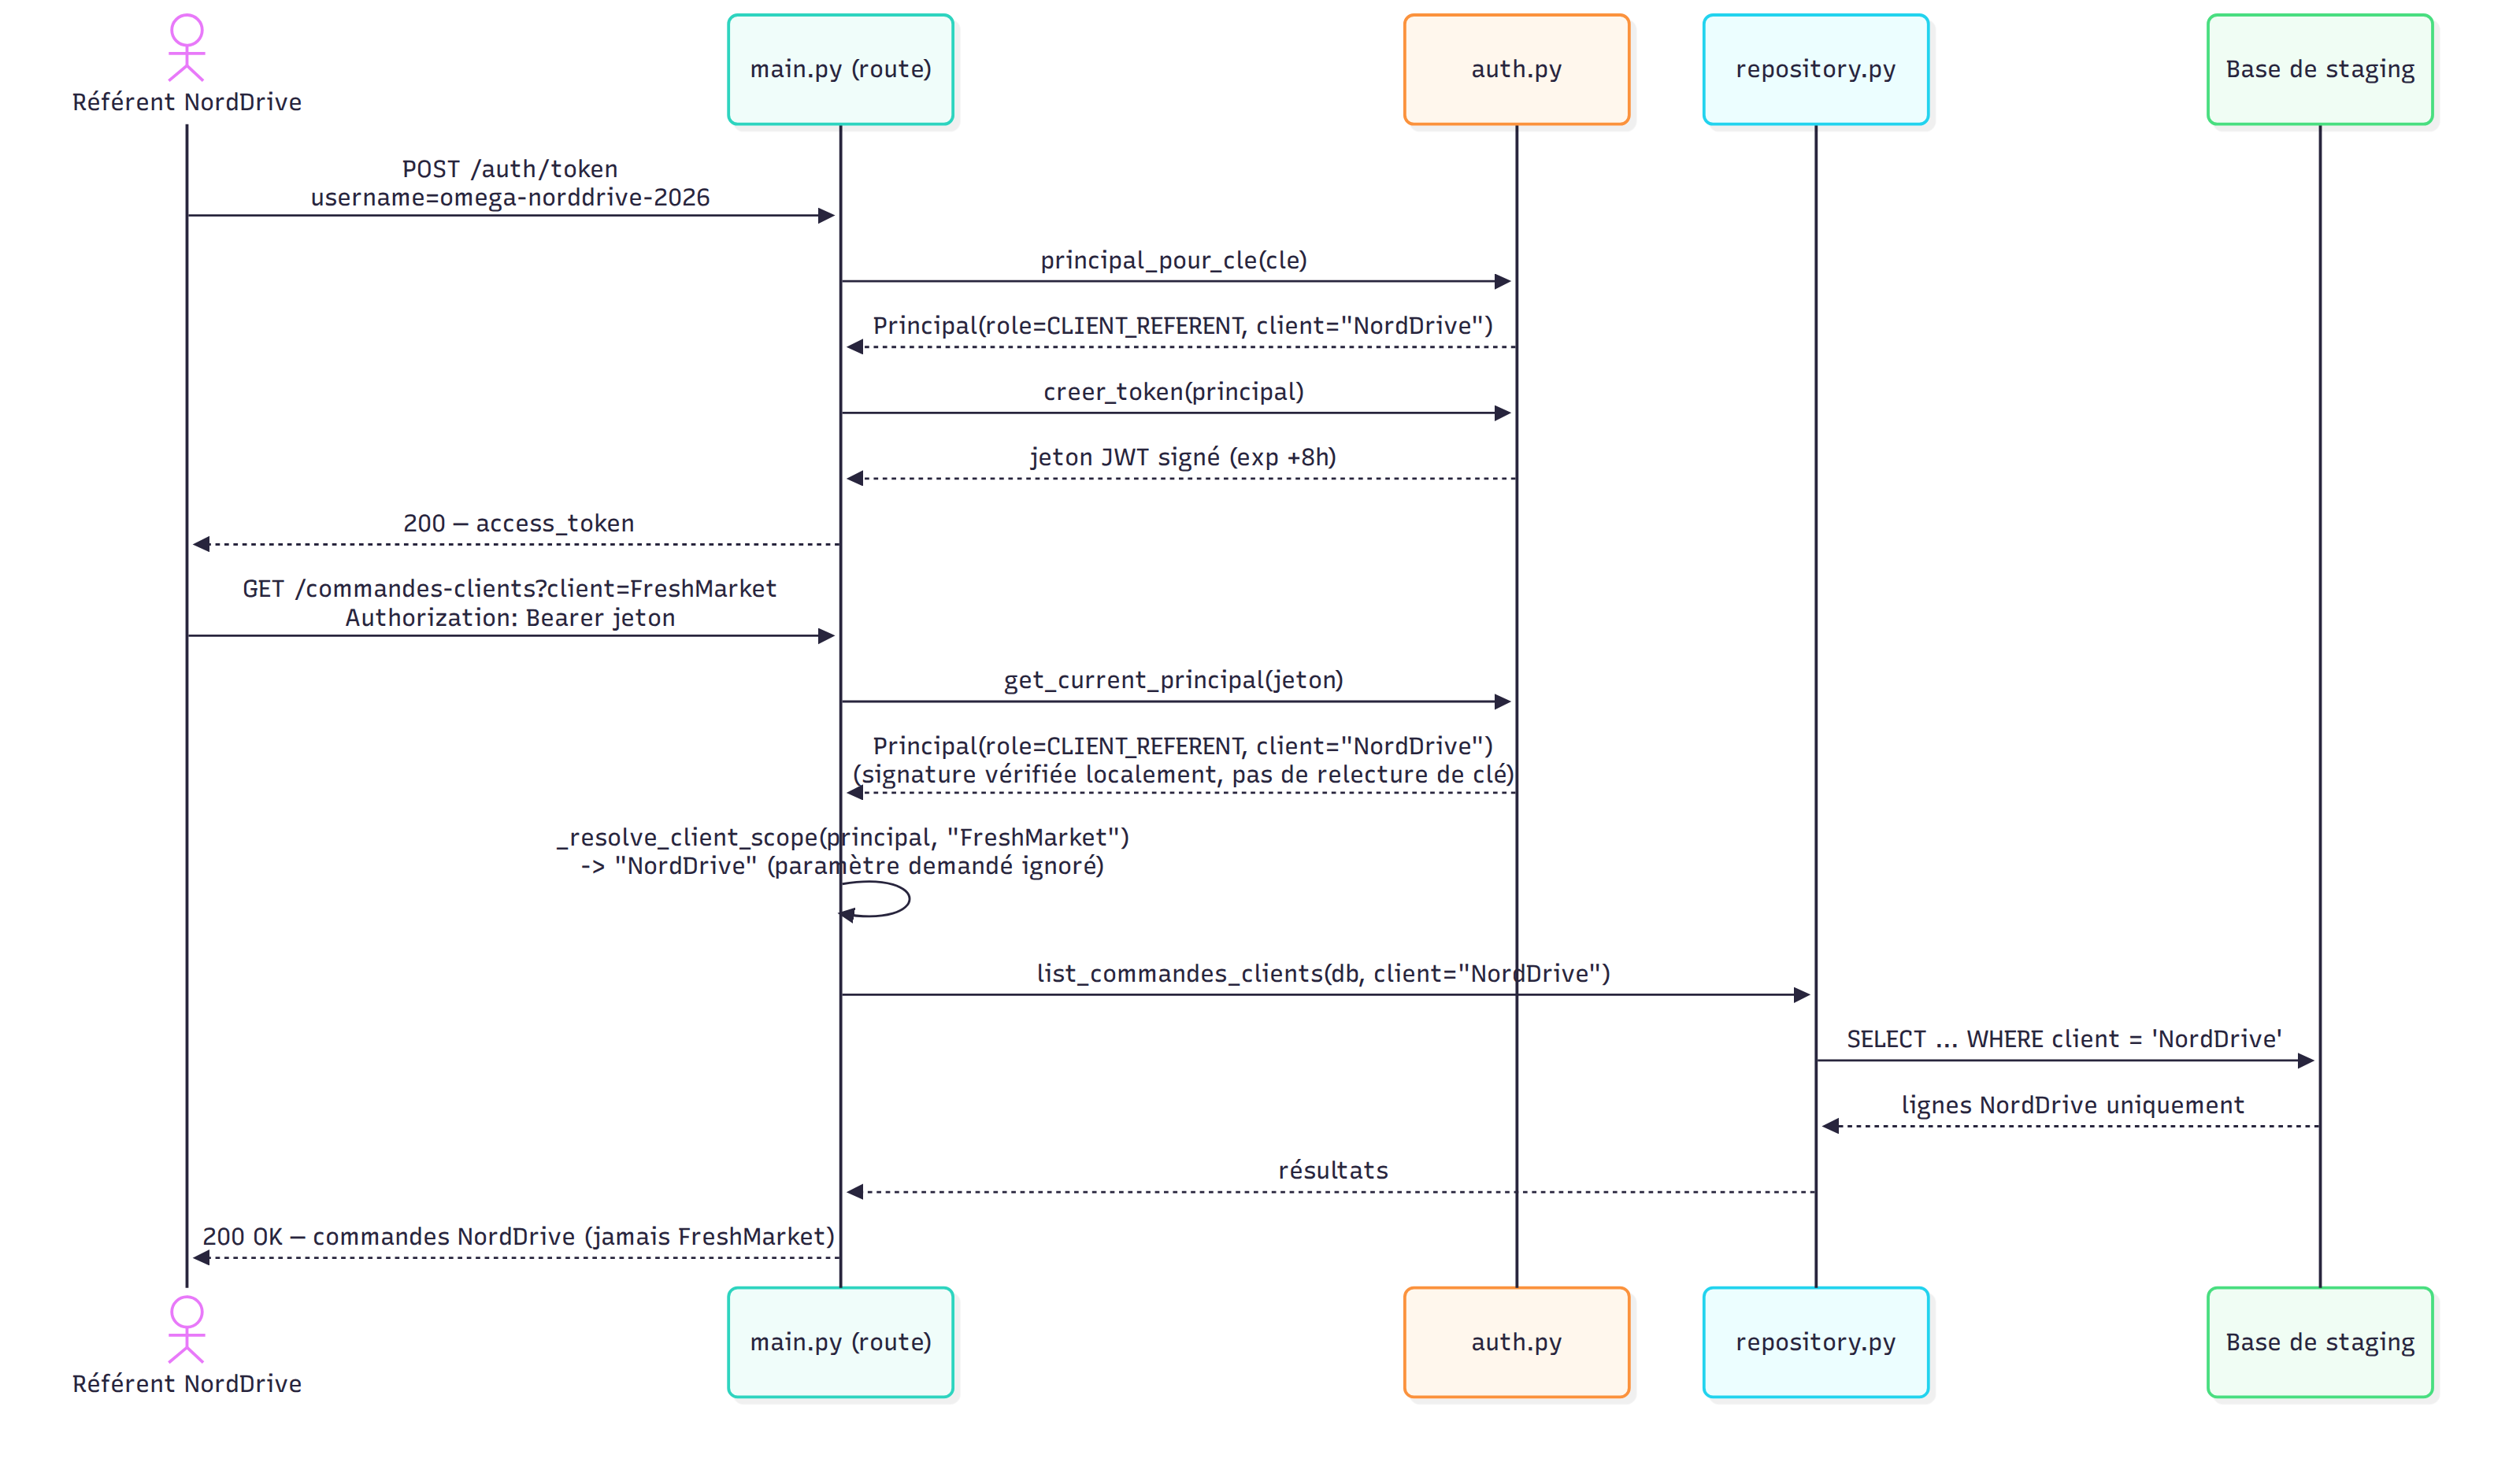 Référent NordDrive
main.py (route)
auth.py
repository.py
Base de staging
POST /auth/token
username=omega-norddrive-2026
principal_pour_cle(cle)
Principal(role=CLIENT_REFERENT, client="NordDrive")
creer_token(principal)
jeton JWT signé (exp +8h)
200 – access_token
GET /commandes-clients?client=FreshMarket
Authorization: Bearer jeton
get_current_principal(jeton)
Principal(role=CLIENT_REFERENT, client="NordDrive")
(signature vérifiée localement, pas de relecture de clé)
_resolve_client_scope(principal, "FreshMarket")
-> "NordDrive" (paramètre demandé ignoré)
list_commandes_clients(db, client="NordDrive")
SELECT ... WHERE client = 'NordDrive'
lignes NordDrive uniquement
résultats
200 OK – commandes NordDrive (jamais FreshMarket)
Référent NordDrive
main.py (route)
auth.py
repository.py
Base de staging